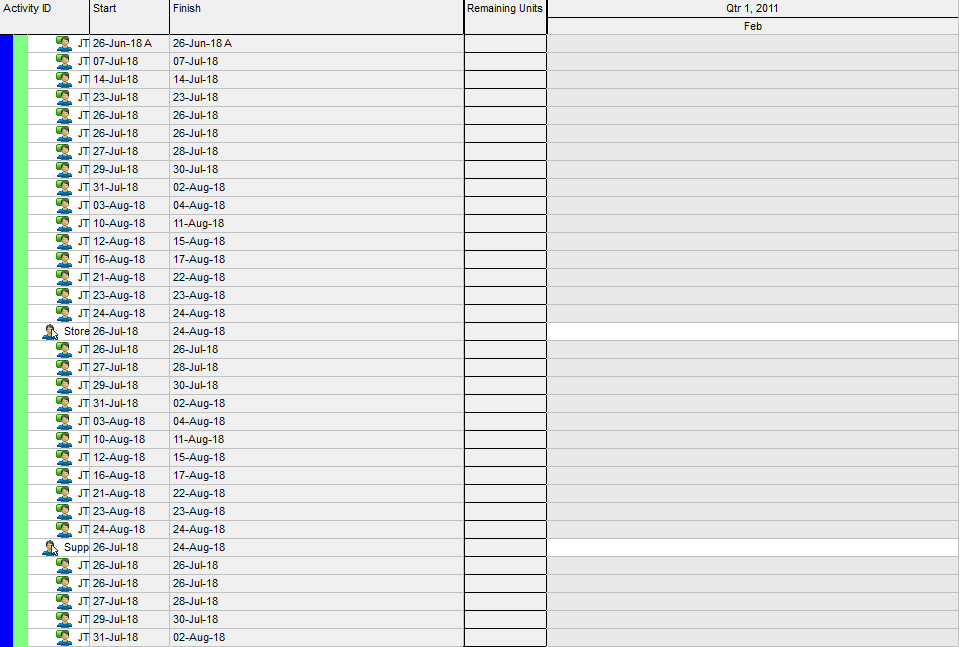 Activity ID Start Finish Remaining Units Qtr 1, 2011
Feb
JT 26-Jun-18 A 26-Jun-18 A
JT 07-Jul-18 07-Jul-18
JT 14-Jul-18 14-Jul-18
JT 23-Jul-18 23-Jul-18
JT 26-Jul-18 26-Jul-18
JT 26-Jul-18 26-Jul-18
JT 27-Jul-18 28-Jul-18
JT 29-Jul-18 30-Jul-18
JT 31-Jul-18 02-Aug-18
JT 03-Aug-18 04-Aug-18
JT 10-Aug-18 11-Aug-18
JT 12-Aug-18 15-Aug-18
JT 16-Aug-18 17-Aug-18
JT 21-Aug-18 22-Aug-18
JT 23-Aug-18 23-Aug-18
JT 24-Aug-18 24-Aug-18
Store 26-Jul-18 24-Aug-18
JT 26-Jul-18 26-Jul-18
JT 27-Jul-18 28-Jul-18
JT 29-Jul-18 30-Jul-18
JT 31-Jul-18 02-Aug-18
JT 03-Aug-18 04-Aug-18
JT 10-Aug-18 11-Aug-18
JT 12-Aug-18 15-Aug-18
JT 16-Aug-18 17-Aug-18
JT 21-Aug-18 22-Aug-18
JT 23-Aug-18 23-Aug-18
JT 24-Aug-18 24-Aug-18
Supp 26-Jul-18 24-Aug-18
JT 26-Jul-18 26-Jul-18
JT 26-Jul-18 26-Jul-18
JT 27-Jul-18 28-Jul-18
JT 29-Jul-18 30-Jul-18
JT 31-Jul-18 02-Aug-18